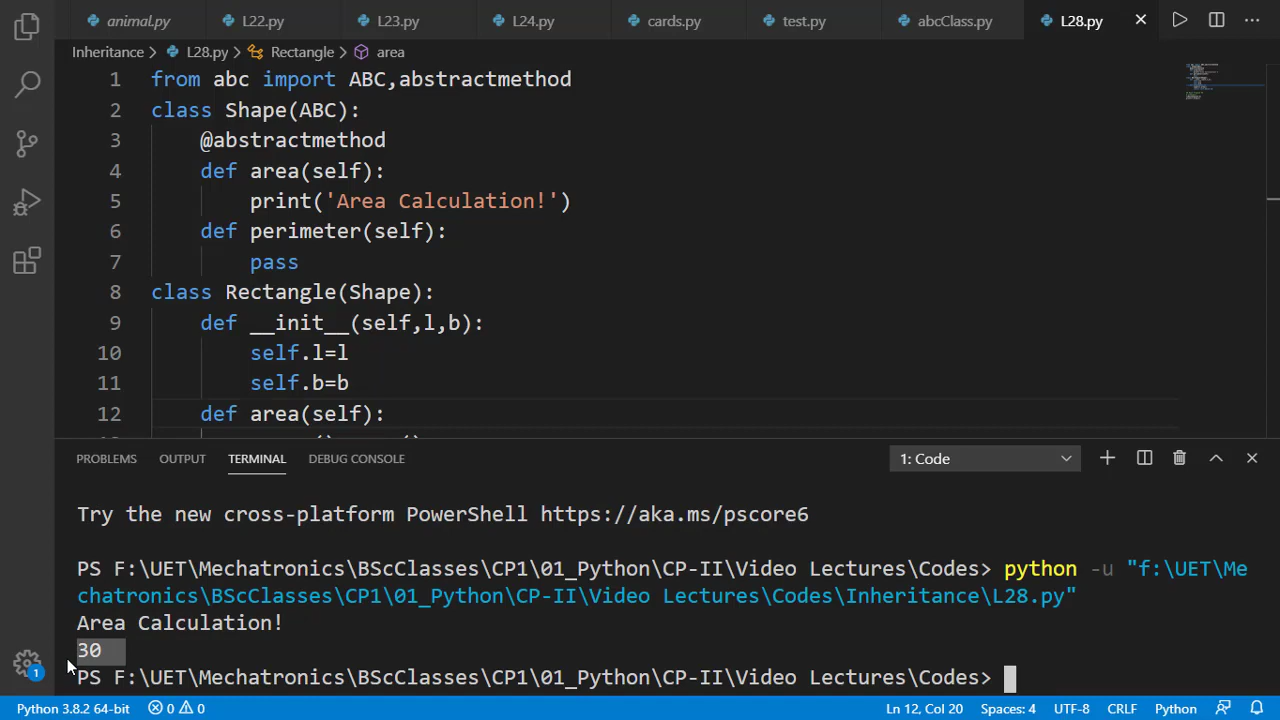 animal.py L22.py L23.py L24.py cards.py test.py abcClass.py L28.py
Inheritance > L28.py > Rectangle > area
1 from abc import ABC,abstractmethod
2 class Shape(ABC):
3 @abstractmethod
4 def area(self):
5 print('Area Calculation!')
6 def perimeter(self):
7 pass
8 class Rectangle(Shape):
9 def __init__(self,l,b):
10 self.l=l
11 self.b=b
12 def area(self):
PROBLEMS OUTPUT TERMINAL DEBUG CONSOLE 1: Code
Try the new cross-platform PowerShell https://aka.ms/pscore6
PS F:\UET\Mechatronics\BScClasses\CP1\01_Python\CP-II\Video Lectures\Codes> python -u "f:\UET\Me
chatronics\BScClasses\CP1\01_Python\CP-II\Video Lectures\Codes\Inheritance\L28.py"
Area Calculation!
30
PS F:\UET\Mechatronics\BScClasses\CP1\01_Python\CP-II\Video Lectures\Codes>
1
Python 3.8.2 64-bit 0 0 Ln 12, Col 20 Spaces: 4 UTF-8 CRLF Python